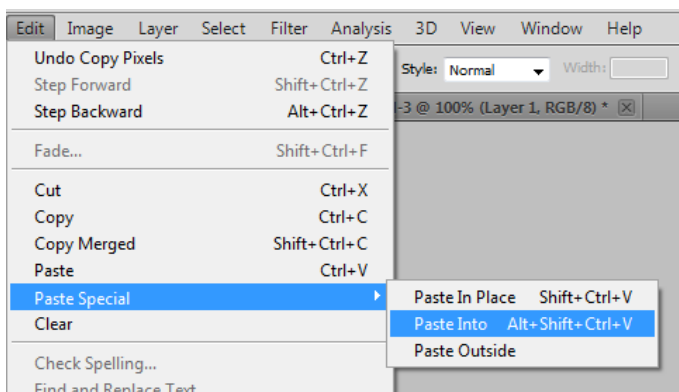 Edit Image Layer Select Filter Analysis 3D View Window Help
Undo Copy Pixels Ctrl+Z
Step Forward Shift+Ctrl+Z
Step Backward Alt+Ctrl+Z
Fade... Shift+Ctrl+F
Cut Ctrl+X
Copy Ctrl+C
Copy Merged Shift+Ctrl+C
Paste Ctrl+V
Paste Special
Clear
Check Spelling...
Find and Replace Text
Style: Normal Width:
-3 @ 100% (Layer 1, RGB/8) *
Paste In Place Shift+Ctrl+V
Paste Into Alt+Shift+Ctrl+V
Paste Outside